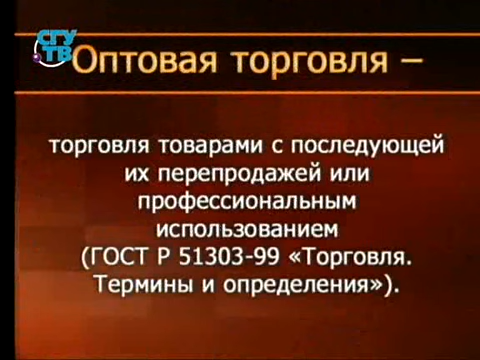 СГУ
ТВ
Оптовая торговля –
торговля товарами с последующей
их перепродажей или
профессиональным
использованием
(ГОСТ Р 51303-99 «Торговля.
Термины и определения»).